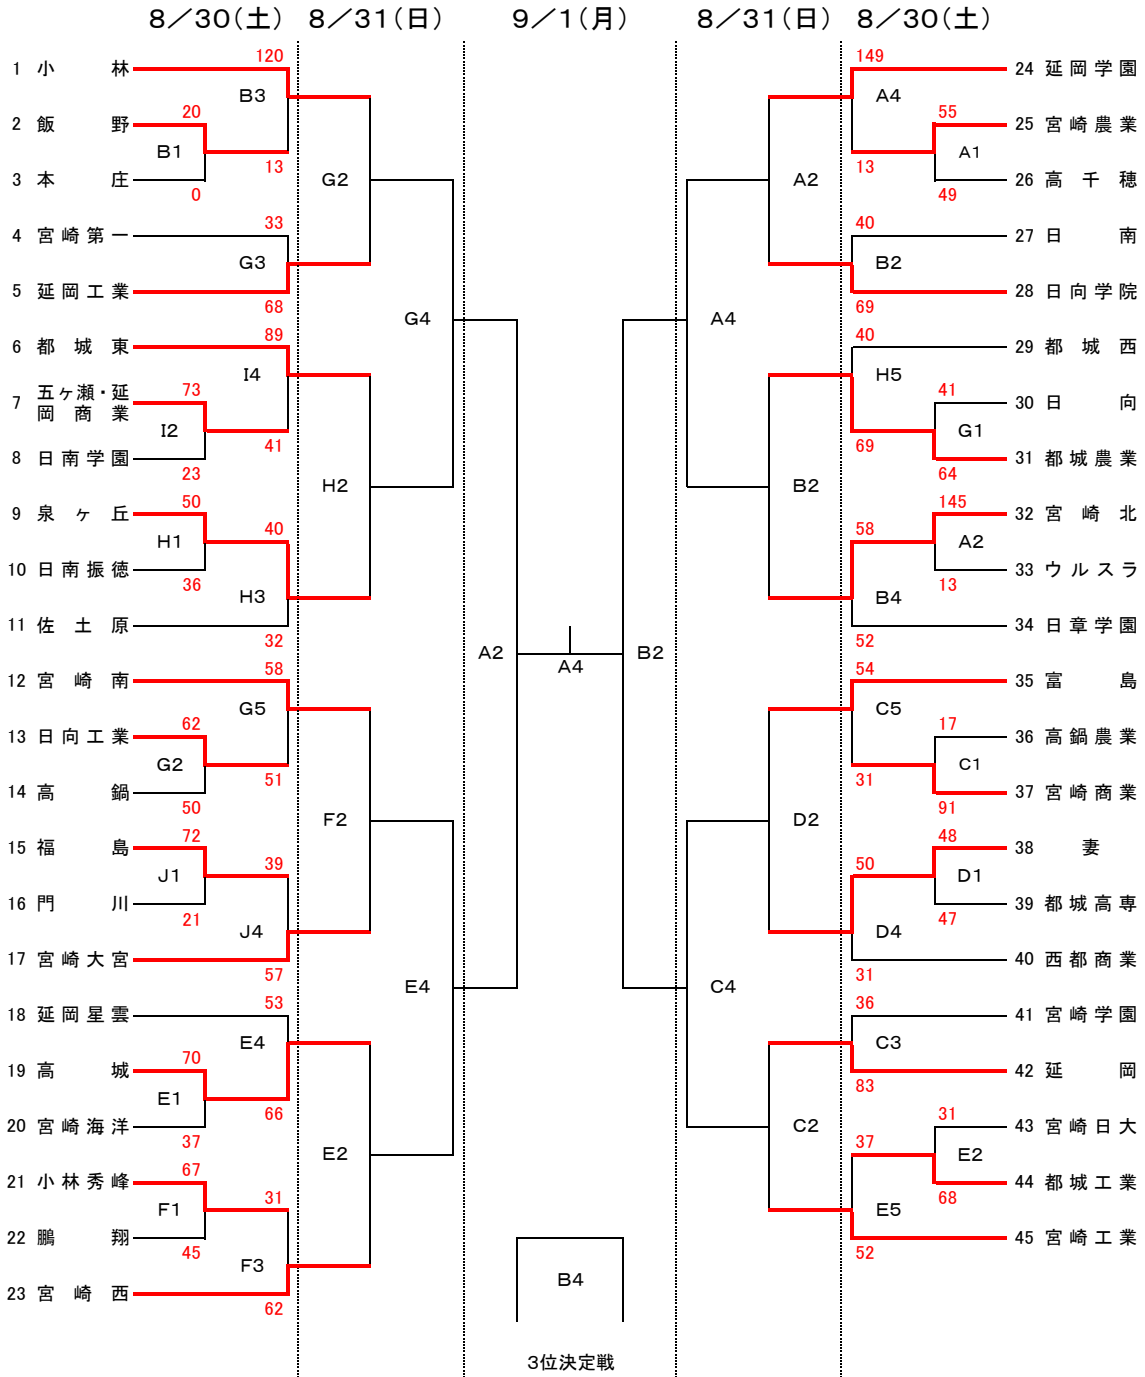 8／30(土) 8／31(日) 9／1(月) 8／31(日) 8／30(土)
1 小林 120
B3
2 飯野 20
B1
13
3 本庄
0
G2
4 宮崎第一 33
G3
5 延岡工業
68
G4
6 都城東 89
I4
7 五ヶ瀬・延岡商業 73
I2
41
8 日南学園
23
H2
9 泉ヶ丘 50
H1
40
10 日南振徳
36
H3
11 佐土原
32
A2
12 宮崎南 58
G5
13 日向工業 62
G2
51
14 高鍋
50
F2
15 福島 72
J1
39
16 門川
21
J4
17 宮崎大宮
57
E4
18 延岡星雲 53
E4
19 高城 70
E1
66
20 宮崎海洋
37
E2
21 小林秀峰 67
F1
31
22 鵬翔
45
F3
23 宮崎西
62
A4
B4
3位決定戦
149 24 延岡学園
A4
55 25 宮崎農業
A1
13
26 高千穂
49
A2
40 27 日南
B2
28 日向学院
69
A4
40 29 都城西
H5
41 30 日向
G1
69
31 都城農業
64
B2
145 32 宮崎北
A2
58
33 ウルスラ
13
B4
34 日章学園
52
B2
54 35 富島
C5
17 36 高鍋農業
C1
31
37 宮崎商業
91
D2
48 38 妻
D1
50
39 都城高専
47
D4
40 西都商業
31
C4
36 41 宮崎学園
C3
42 延岡
83
C2
31 43 宮崎日大
E2
37
44 都城工業
68
E5
45 宮崎工業
52